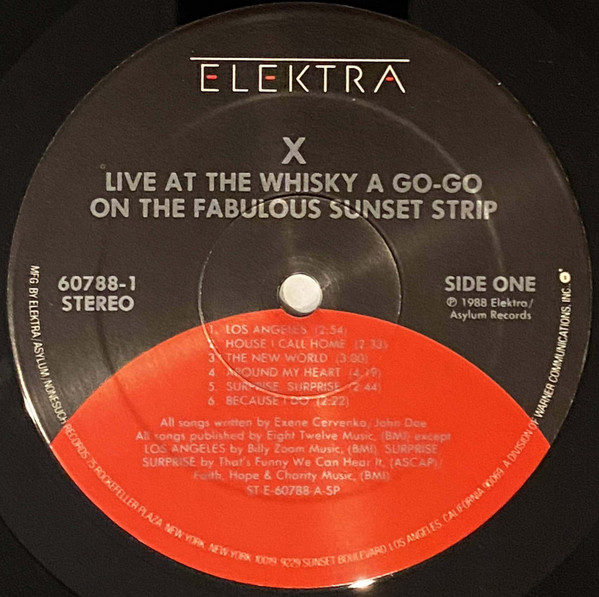 ELEKTRA
X
LIVE AT THE WHISKY A GO-GO
ON THE FABULOUS SUNSET STRIP
60788-1
STEREO
SIDE ONE
℗ 1988 Elektra/
Asylum Records
1. LOS ANGELES (2:54)
2. HOUSE I CALL HOME (2:33)
3. THE NEW WORLD (3:00)
4. AROUND MY HEART (4:19)
5. SURPRISE SURPRISE (2:44)
6. BECAUSE I DO (2:22)
All songs written by Exene Cervenka/John Doe
All songs published by Eight Twelve Music, (BMI) except
LOS ANGELES by Billy Zoom Music, (BMI), SURPRISE
SURPRISE by That's Funny We Can Hear It, (ASCAP)/
Faith, Hope & Charity Music, (BMI)
ST-E-60788-A-SP
MFG. BY ELEKTRA/ASYLUM/NONESUCH RECORDS 75 ROCKEFELLER PLAZA, NEW YORK, NEW YORK 10019. 9229 SUNSET BOULEVARD, LOS ANGELES, CALIFORNIA 90069. A DIVISION OF WARNER COMMUNICATIONS, INC.